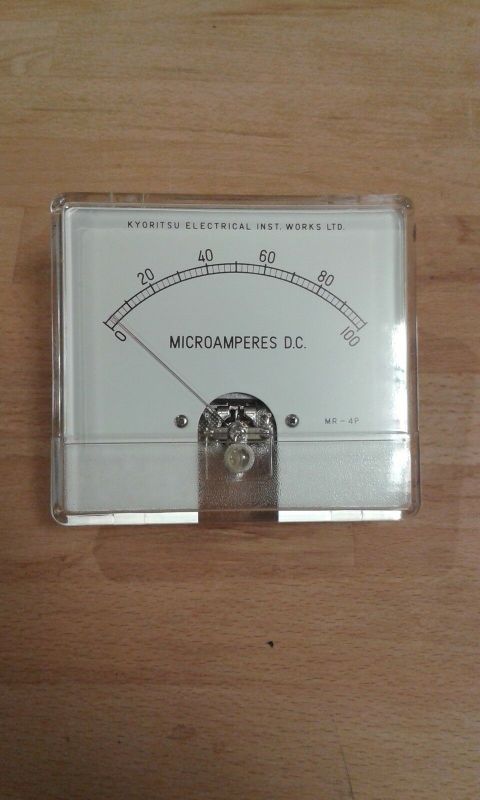 KYORITSU ELECTRICAL INST. WORKS LTD.
0 20 40 60 80 100
MICROAMPERES D.C.
MR-4P